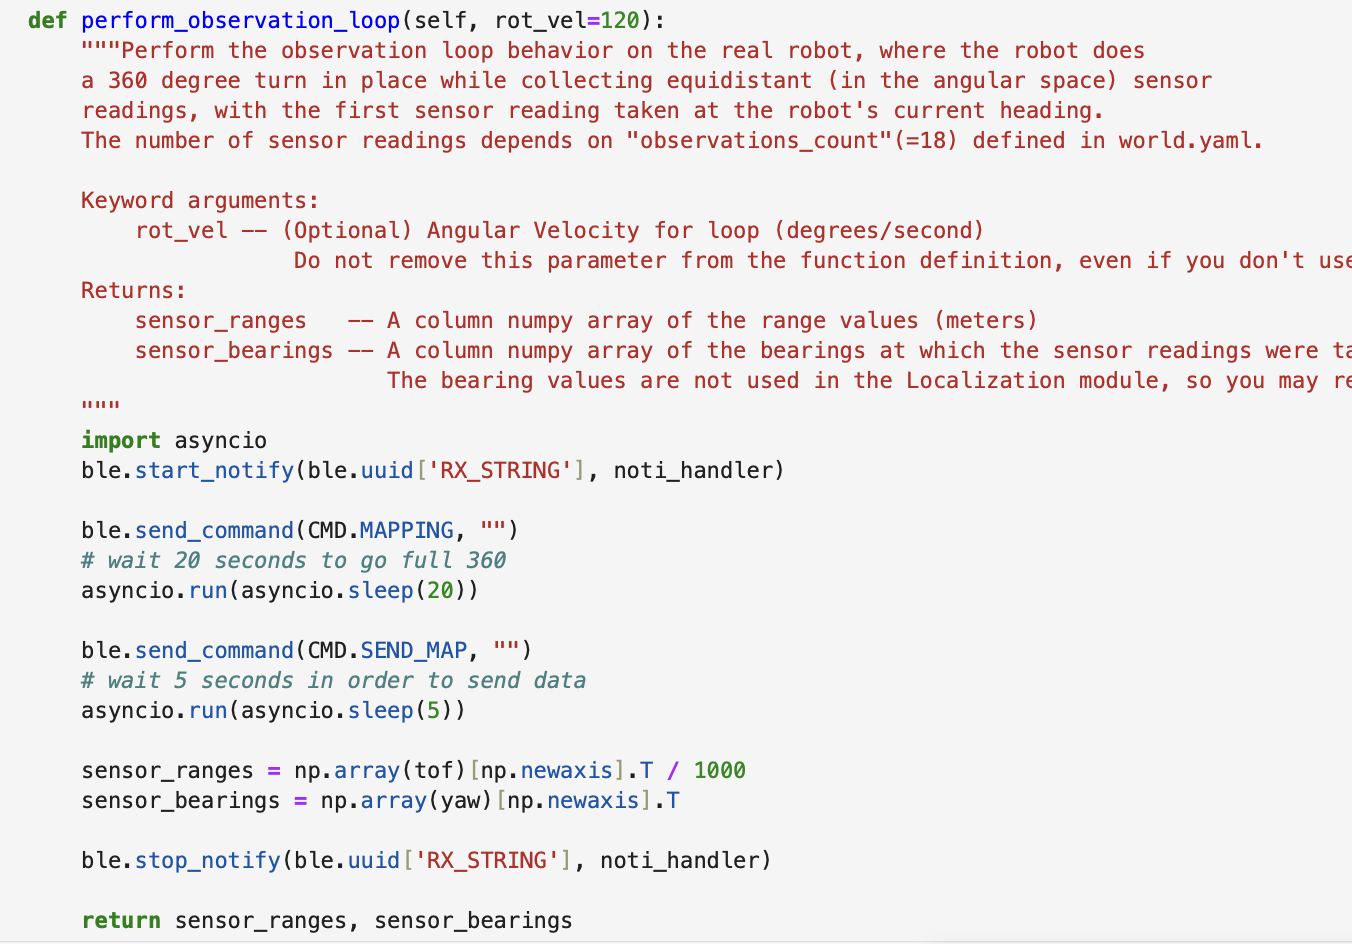 def perform_observation_loop(self, rot_vel=120):
    """Perform the observation loop behavior on the real robot, where the robot does
    a 360 degree turn in place while collecting equidistant (in the angular space) sensor
    readings, with the first sensor reading taken at the robot's current heading.
    The number of sensor readings depends on "observations_count"(=18) defined in world.yaml.

    Keyword arguments:
        rot_vel -- (Optional) Angular Velocity for loop (degrees/second)
                    Do not remove this parameter from the function definition, even if you don't use
    Returns:
        sensor_ranges   -- A column numpy array of the range values (meters)
        sensor_bearings -- A column numpy array of the bearings at which the sensor readings were ta
                           The bearing values are not used in the Localization module, so you may re
    """
    import asyncio
    ble.start_notify(ble.uuid['RX_STRING'], noti_handler)

    ble.send_command(CMD.MAPPING, "")
    # wait 20 seconds to go full 360
    asyncio.run(asyncio.sleep(20))

    ble.send_command(CMD.SEND_MAP, "")
    # wait 5 seconds in order to send data
    asyncio.run(asyncio.sleep(5))

    sensor_ranges = np.array(tof)[np.newaxis].T / 1000
    sensor_bearings = np.array(yaw)[np.newaxis].T

    ble.stop_notify(ble.uuid['RX_STRING'], noti_handler)

    return sensor_ranges, sensor_bearings